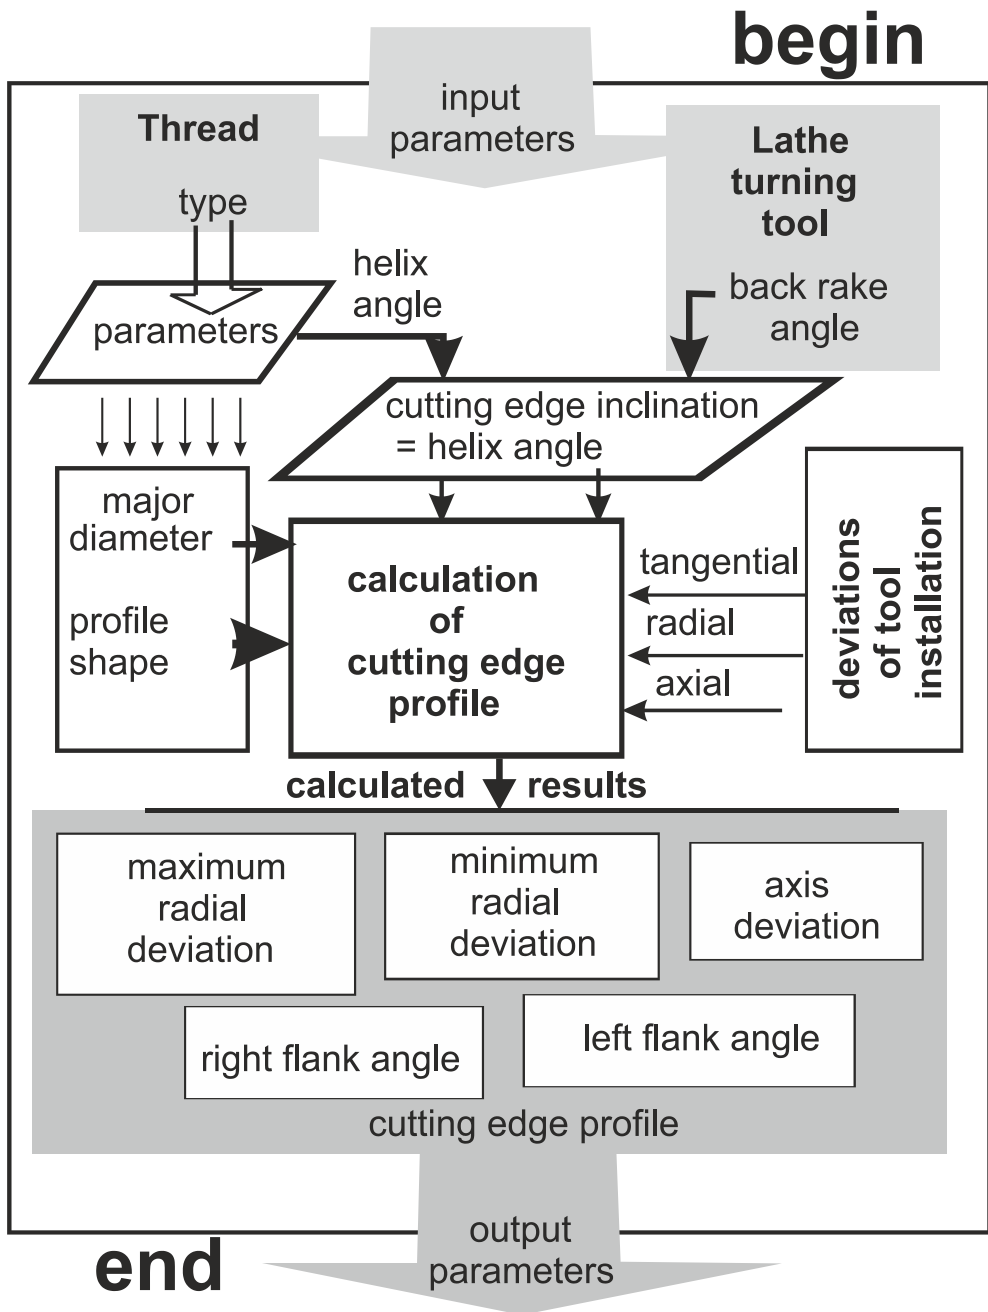 begin
input
parameters
Thread
type
Lathe
turning
tool
back rake
angle
helix
angle
parameters
cutting edge inclination
= helix angle
major
diameter
profile
shape
calculation
of
cutting edge
profile
tangential
radial
axial
deviations
of tool
installation
calculated results
maximum
radial
deviation
minimum
radial
deviation
axis
deviation
right flank angle
left flank angle
cutting edge profile
output
parameters
end